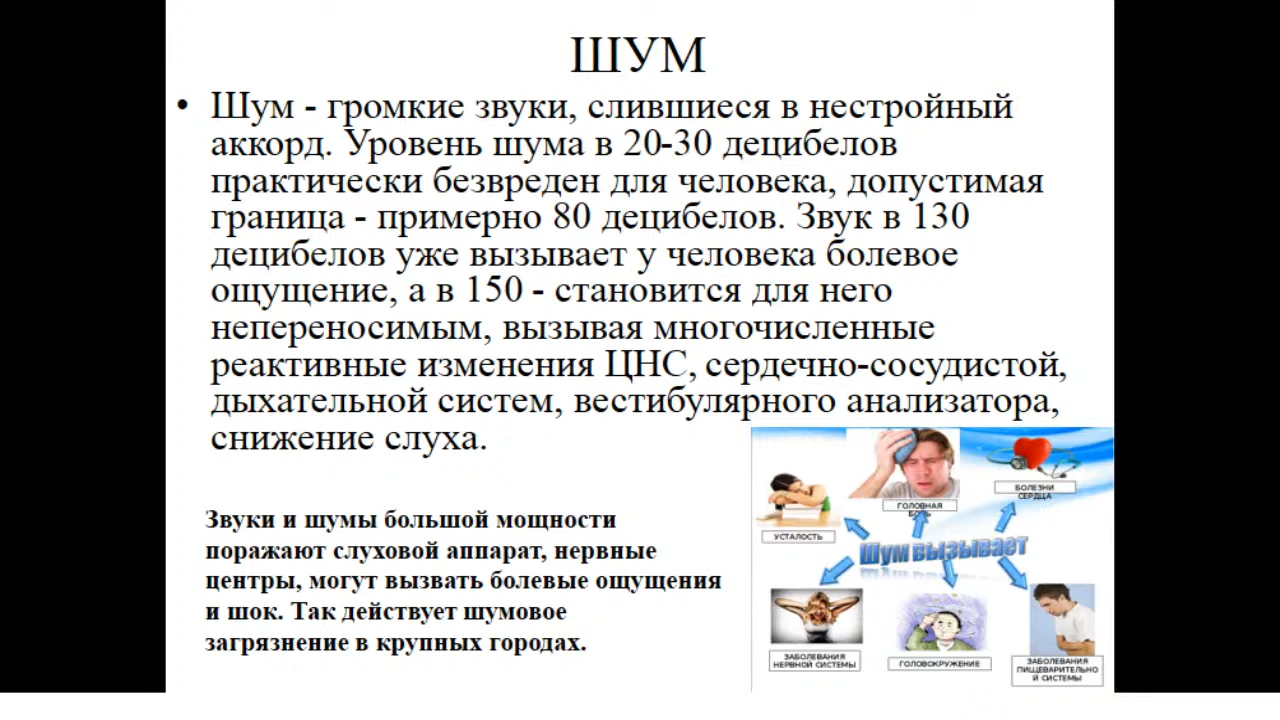 ШУМ
• Шум - громкие звуки, слившиеся в нестройный
аккорд. Уровень шума в 20-30 децибелов
практически безвреден для человека, допустимая
граница - примерно 80 децибелов. Звук в 130
децибелов уже вызывает у человека болевое
ощущение, а в 150 - становится для него
непереносимым, вызывая многочисленные
реактивные изменения ЦНС, сердечно-сосудистой,
дыхательной систем, вестибулярного анализатора,
снижение слуха.
Звуки и шумы большой мощности
поражают слуховой аппарат, нервные
центры, могут вызвать болевые ощущения
и шок. Так действует шумовое
загрязнение в крупных городах.
УСТАЛОСТЬ
ГОЛОВНАЯ
БОЛЬ
БОЛЕЗНИ
СЕРДЦА
Шум вызывает
ЗАБОЛЕВАНИЯ
НЕРВНОЙ СИСТЕМЫ
ГОЛОВОКРУЖЕНИЕ
ЗАБОЛЕВАНИЯ
ПИЩЕВАРИТЕЛЬНО
Й СИСТЕМЫ